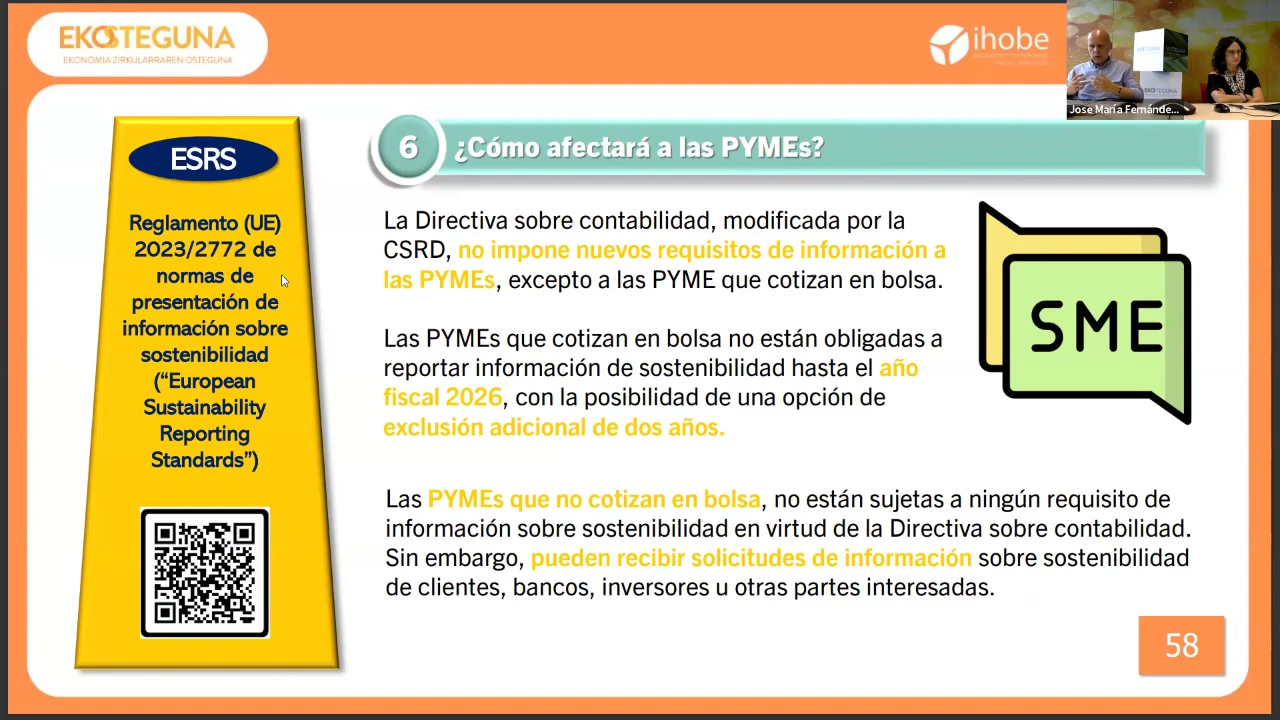 EKOSTEGUNA
EKONOMIA ZIRKULARRAREN OSTEGUNA
ihobe
Jose María Fernánde...
ESRS
Reglamento (UE)
2023/2772 de
normas de
presentación de
información sobre
sostenibilidad
(“European
Sustainability
Reporting
Standards”)
6
¿Cómo afectará a las PYMEs?
La Directiva sobre contabilidad, modificada por la
CSRD, no impone nuevos requisitos de información a
las PYMEs, excepto a las PYME que cotizan en bolsa.
Las PYMEs que cotizan en bolsa no están obligadas a
reportar información de sostenibilidad hasta el año
fiscal 2026, con la posibilidad de una opción de
exclusión adicional de dos años.
SME
Las PYMEs que no cotizan en bolsa, no están sujetas a ningún requisito de
información sobre sostenibilidad en virtud de la Directiva sobre contabilidad.
Sin embargo, pueden recibir solicitudes de información sobre sostenibilidad
de clientes, bancos, inversores u otras partes interesadas.
58